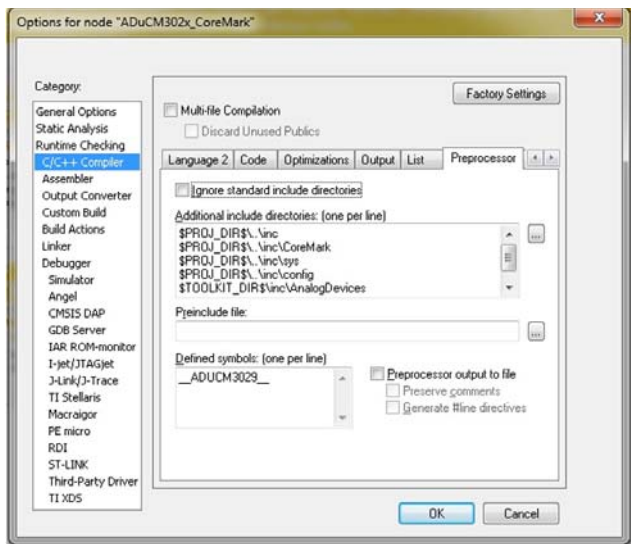 Options for node "ADuCM302x_CoreMark"
Category:
General Options
Static Analysis
Runtime Checking
C/C++ Compiler
Assembler
Output Converter
Custom Build
Build Actions
Linker
Debugger
Simulator
Angel
CMSIS DAP
GDB Server
IAR ROM-monitor
I-jet/JTAGjet
J-Link/J-Trace
TI Stellaris
Macraigor
PE micro
RDI
ST-LINK
Third-Party Driver
TI XDS
Factory Settings
Multi-file Compilation
Discard Unused Publics
Language 2 Code Optimizations Output List Preprocessor
Ignore standard include directories
Additional include directories: (one per line)
$PROJ_DIR$\..\inc
$PROJ_DIR$\..\inc\CoreMark
$PROJ_DIR$\..\inc\sys
$PROJ_DIR$\..\inc\config
$TOOLKIT_DIR$\inc\AnalogDevices
...
Preinclude file:
...
Defined symbols: (one per line)
__ADUCM3029__
Preprocessor output to file
Preserve comments
Generate #line directives
OK Cancel